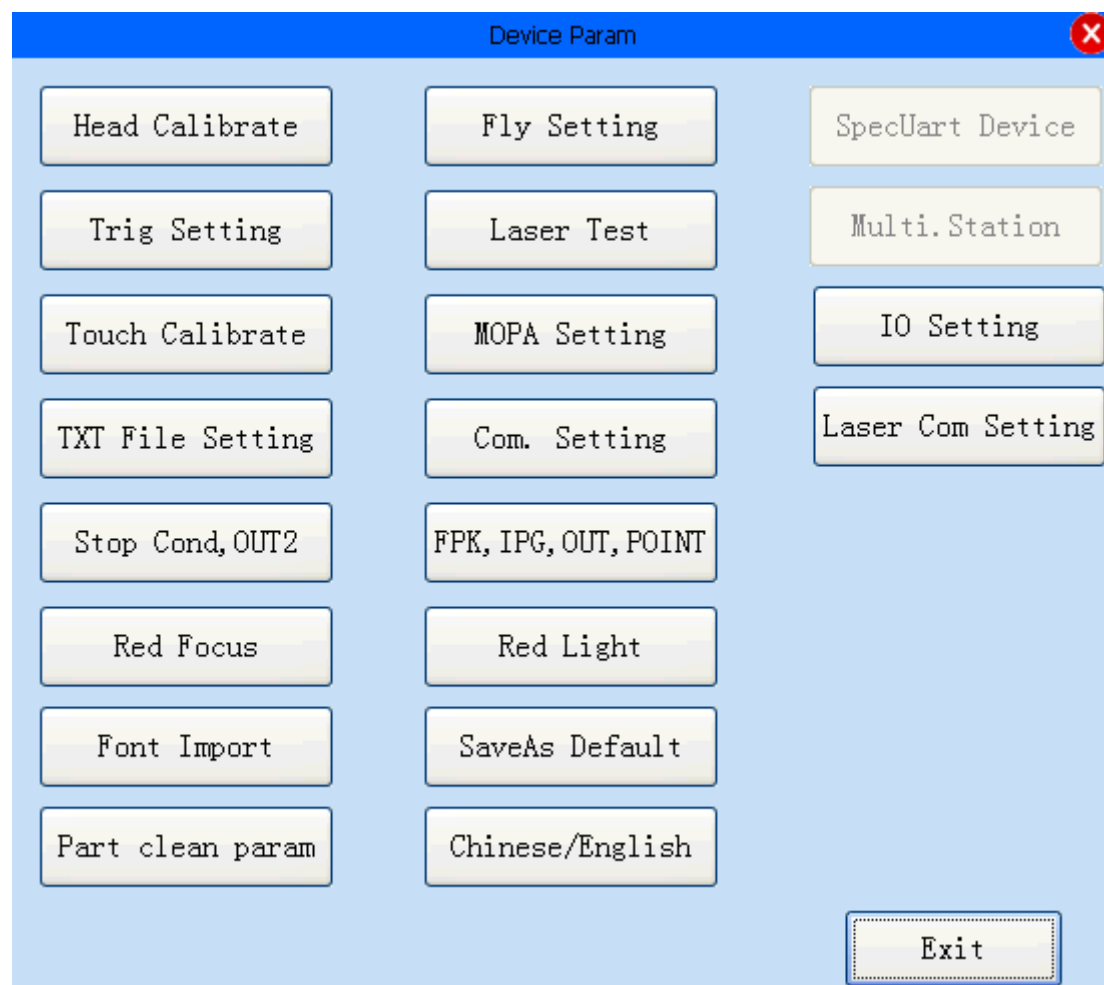 Device Param
Head Calibrate
Fly Setting
SpecUart Device
Trig Setting
Laser Test
Multi.Station
Touch Calibrate
MOPA Setting
IO Setting
TXT File Setting
Com. Setting
Laser Com Setting
Stop Cond,OUT2
FPK,IPG,OUT,POINT
Red Focus
Red Light
Font Import
SaveAs Default
Part clean param
Chinese/English
Exit